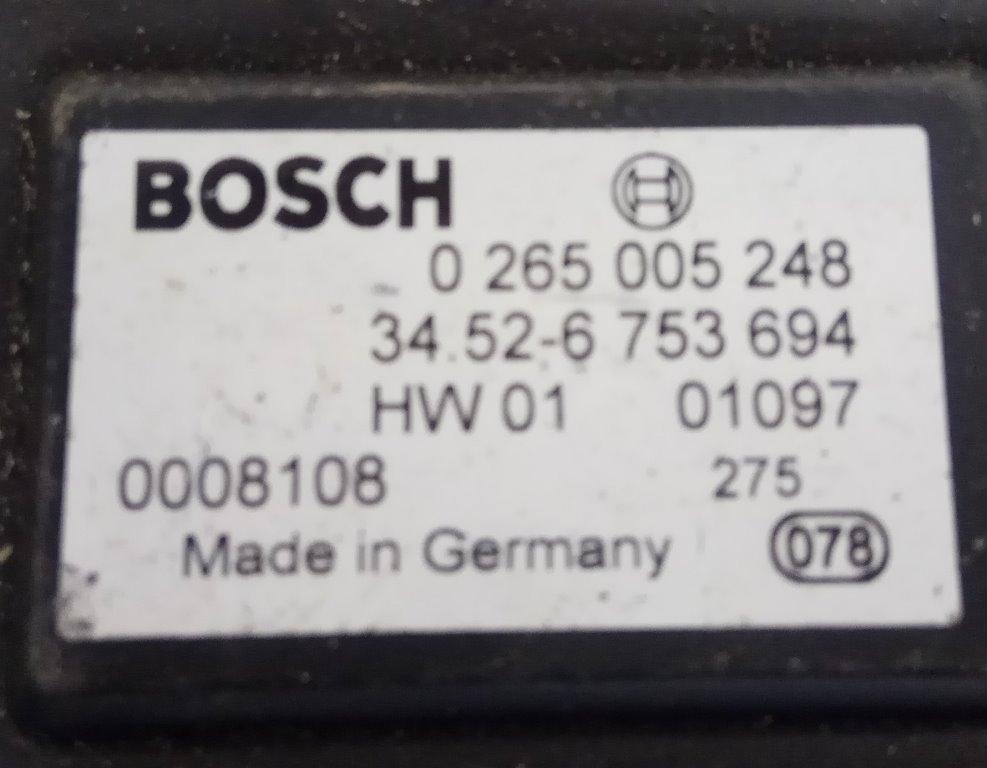 BOSCH
0 265 005 248
34.52-6 753 694
HW 01 01097
0008108 275
Made in Germany 078